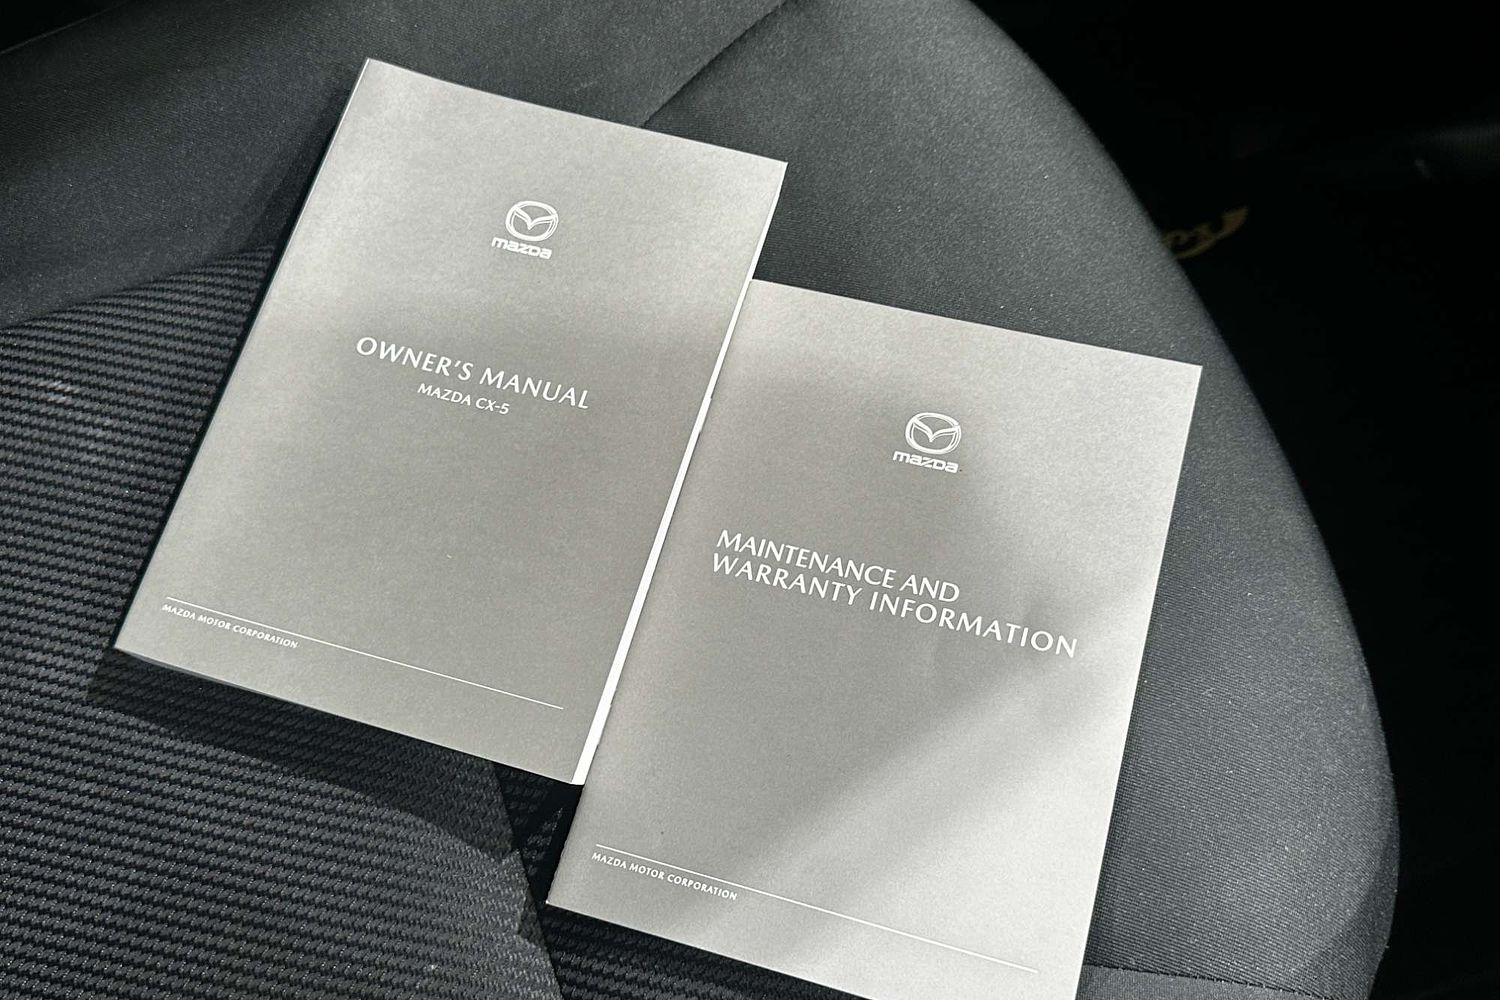 mazda
OWNER'S MANUAL
MAZDA CX-5
MAZDA MOTOR CORPORATION
mazda
MAINTENANCE AND
WARRANTY INFORMATION
MAZDA MOTOR CORPORATION